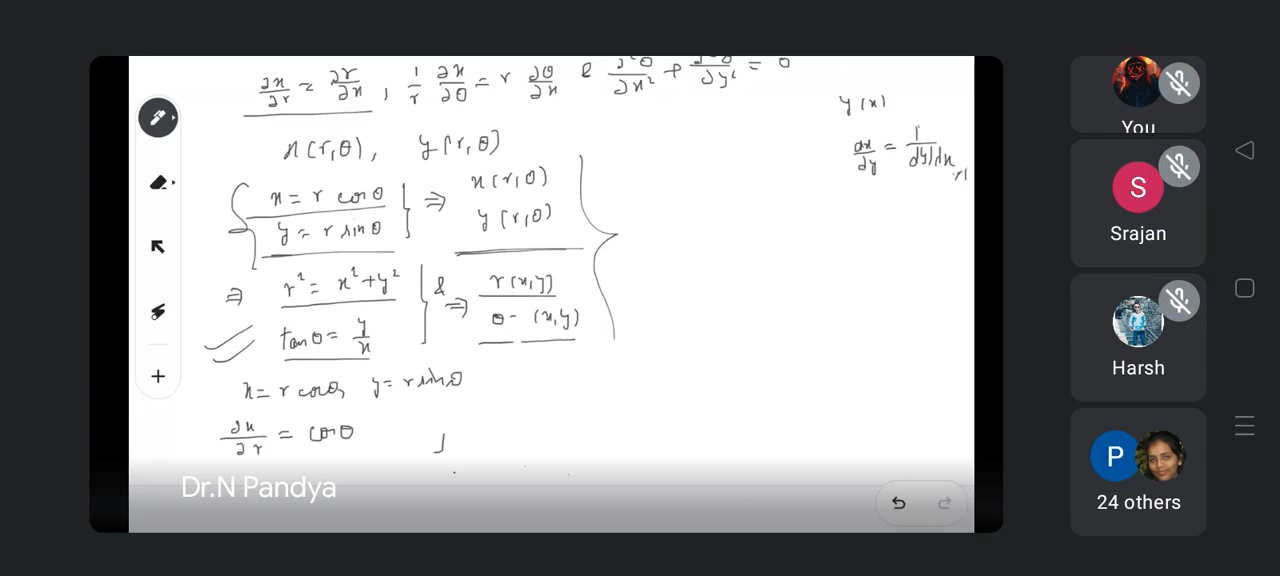 ∂x/∂r = ∂r/∂x , 1/r ∂x/∂θ = r ∂θ/∂x & ∂²θ/∂x² + ∂²θ/∂y² = 0
y(x)
dx/dy = 1/dy/dx
x(r,θ), y(r,θ)
{ x = r cosθ } ⇒ x(r,θ)
y = r sinθ y(r,θ)
⇒ r² = x² + y² } & ⇒ r(x,y)
tanθ = y/x θ - (x,y)
x = r cosθ, y = r sinθ
∂x/∂r = cosθ
Dr.N Pandya
You
S
Srajan
Harsh
P
24 others